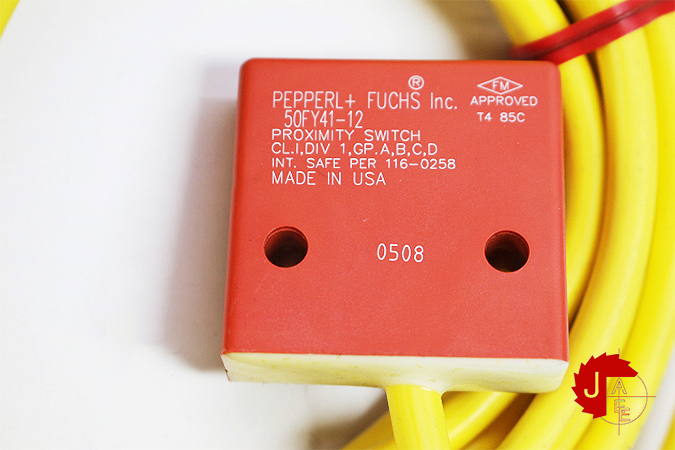 PEPPERL+ FUCHS® Inc.
50FY41-12
PROXIMITY SWITCH
CL.I,DIV 1,GP.A,B,C,D
INT. SAFE PER 116-0258
MADE IN USA
FM
APPROVED
T4 85C
0508
J
A
EE